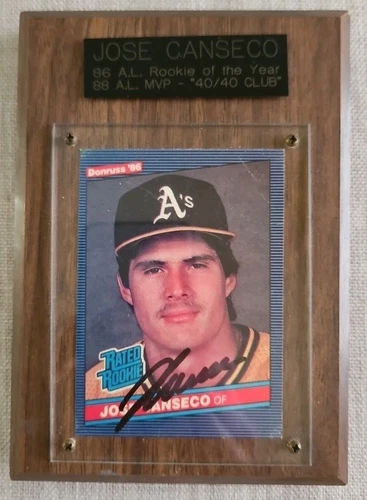 JOSE CANSECO
86 A.L. Rookie of the Year
88 A.L. MVP - "40/40 CLUB"
Donruss '86
A's
RATED
ROOKIE
JOSE CANSECO OF